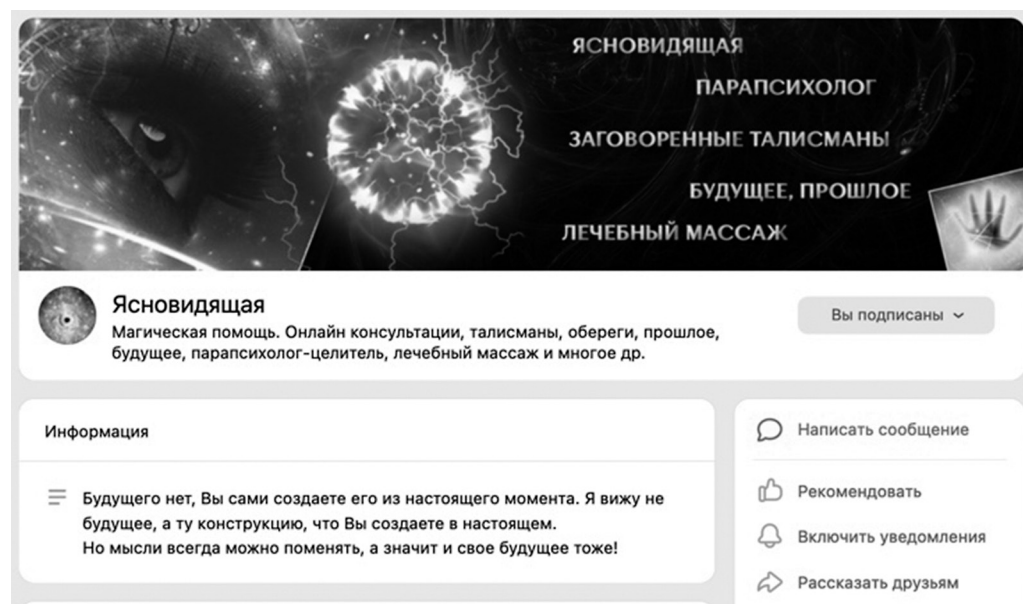 ЯСНОВИДЯЩАЯ
ПАРАПСИХОЛОГ
ЗАГОВОРЕННЫЕ ТАЛИСМАНЫ
БУДУЩЕЕ, ПРОШЛОЕ
ЛЕЧЕБНЫЙ МАССАЖ
Ясновидящая
Магическая помощь. Онлайн консультации, талисманы, обереги, прошлое,
будущее, парапсихолог-целитель, лечебный массаж и многое др.
Вы подписаны
Информация
Будущего нет, Вы сами создаете его из настоящего момента. Я вижу не
будущее, а ту конструкцию, что Вы создаете в настоящем.
Но мысли всегда можно поменять, а значит и свое будущее тоже!
Написать сообщение
Рекомендовать
Включить уведомления
Рассказать друзьям